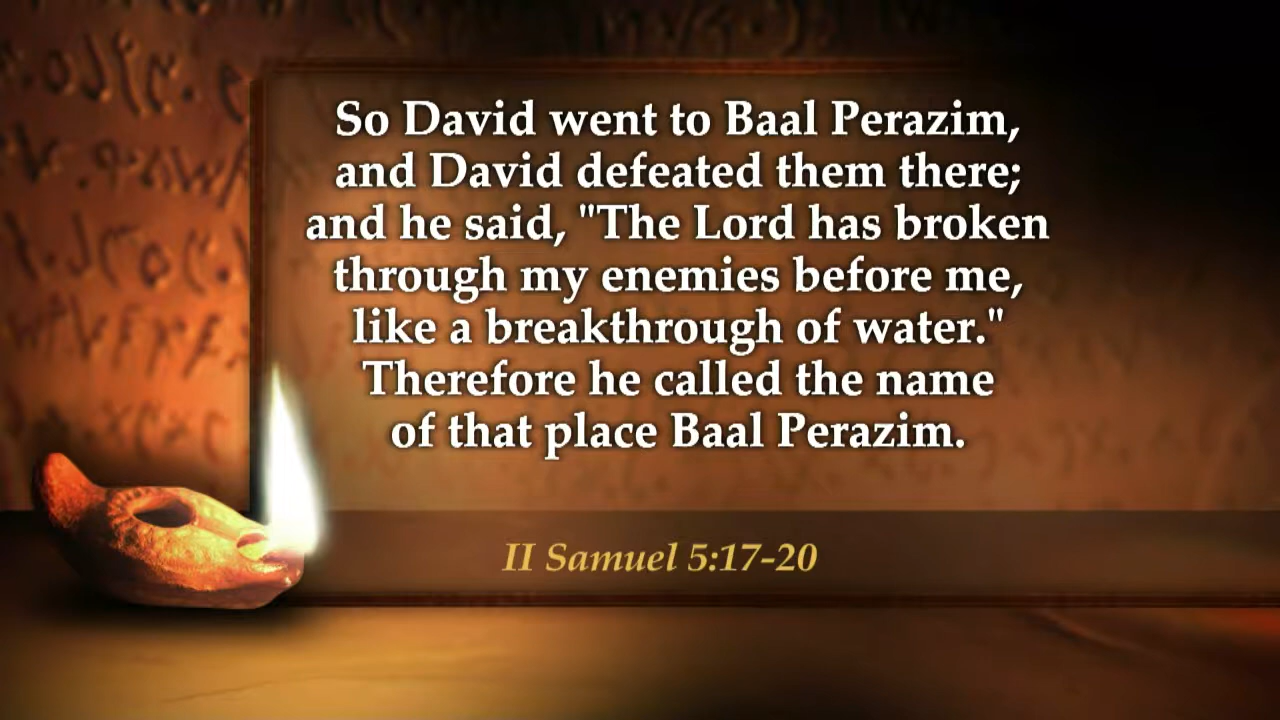 So David went to Baal Perazim,
and David defeated them there;
and he said, "The Lord has broken
through my enemies before me,
like a breakthrough of water."
Therefore he called the name
of that place Baal Perazim.
II Samuel 5:17-20